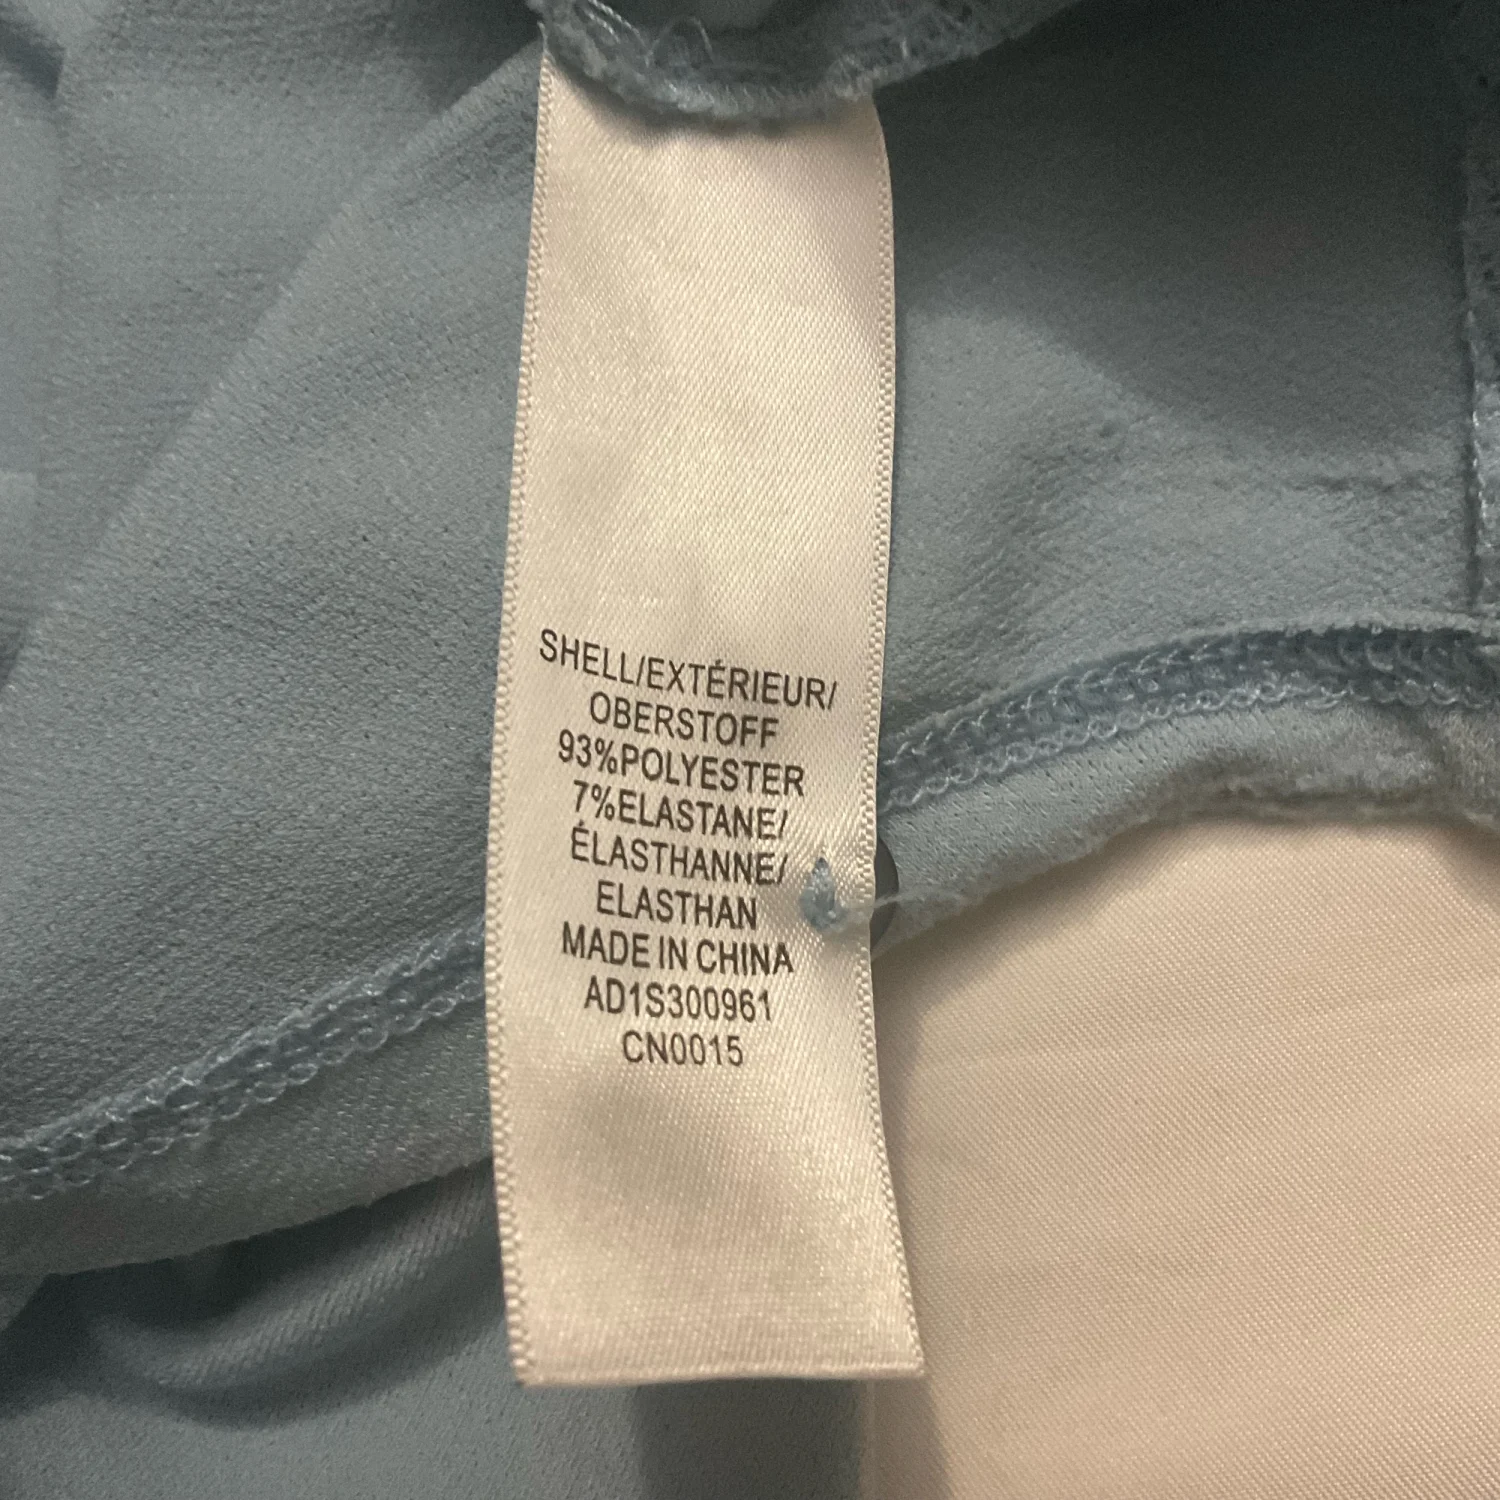 SHELL/EXTÉRIEUR/
OBERSTOFF
93%POLYESTER
7%ELASTANE/
ÉLASTHANNE/
ELASTHAN
MADE IN CHINA
AD1S300961
CN0015